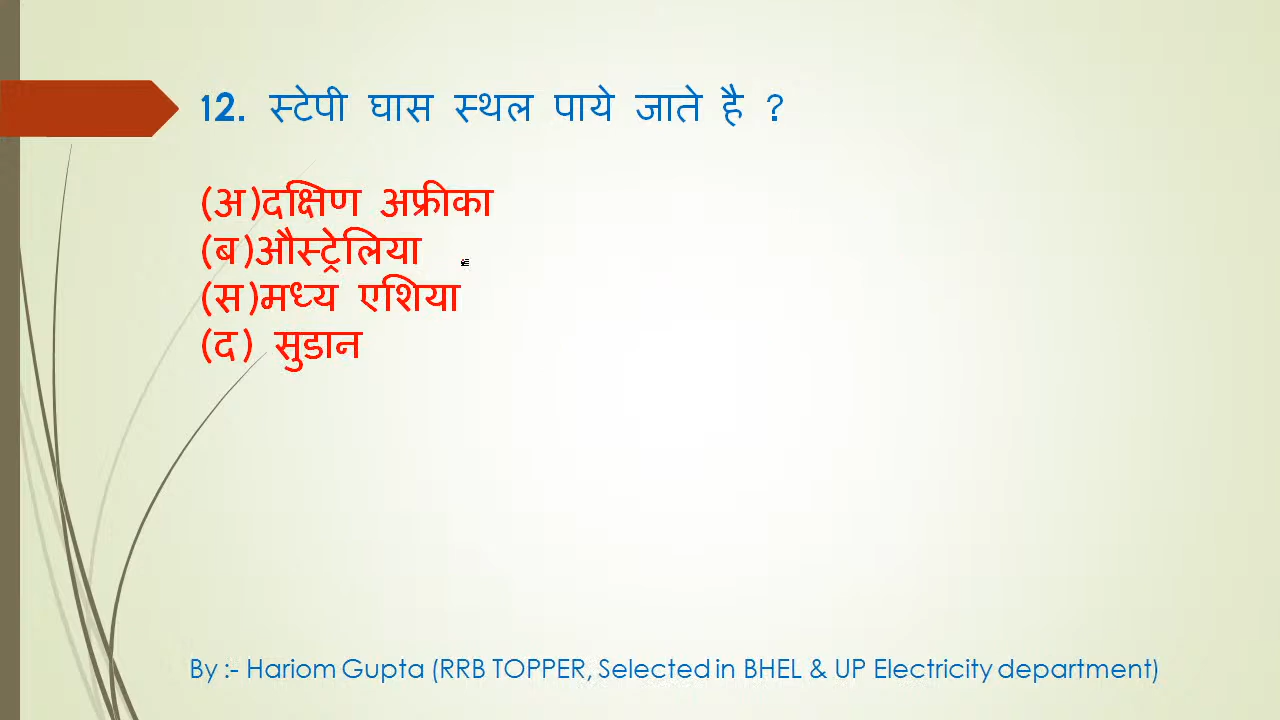 12. स्टेपी घास स्थल पाये जाते है ?
(अ)दक्षिण अफ्रीका
(ब)औस्ट्रेलिया
(स)मध्य एशिया
(द) सुडान
By :- Hariom Gupta (RRB TOPPER, Selected in BHEL & UP Electricity department)